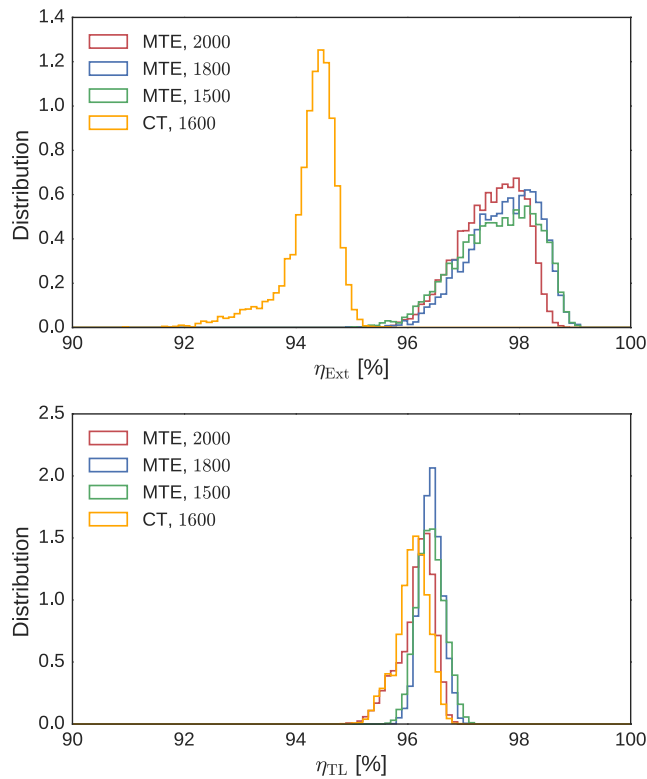 1.4
1.2
1.0
0.8
0.6
0.4
0.2
0.0
Distribution
MTE, 2000
MTE, 1800
MTE, 1500
CT, 1600
90 92 94 96 98 100
η_Ext [%]
2.5
2.0
1.5
1.0
0.5
0.0
Distribution
MTE, 2000
MTE, 1800
MTE, 1500
CT, 1600
90 92 94 96 98 100
η_TL [%]